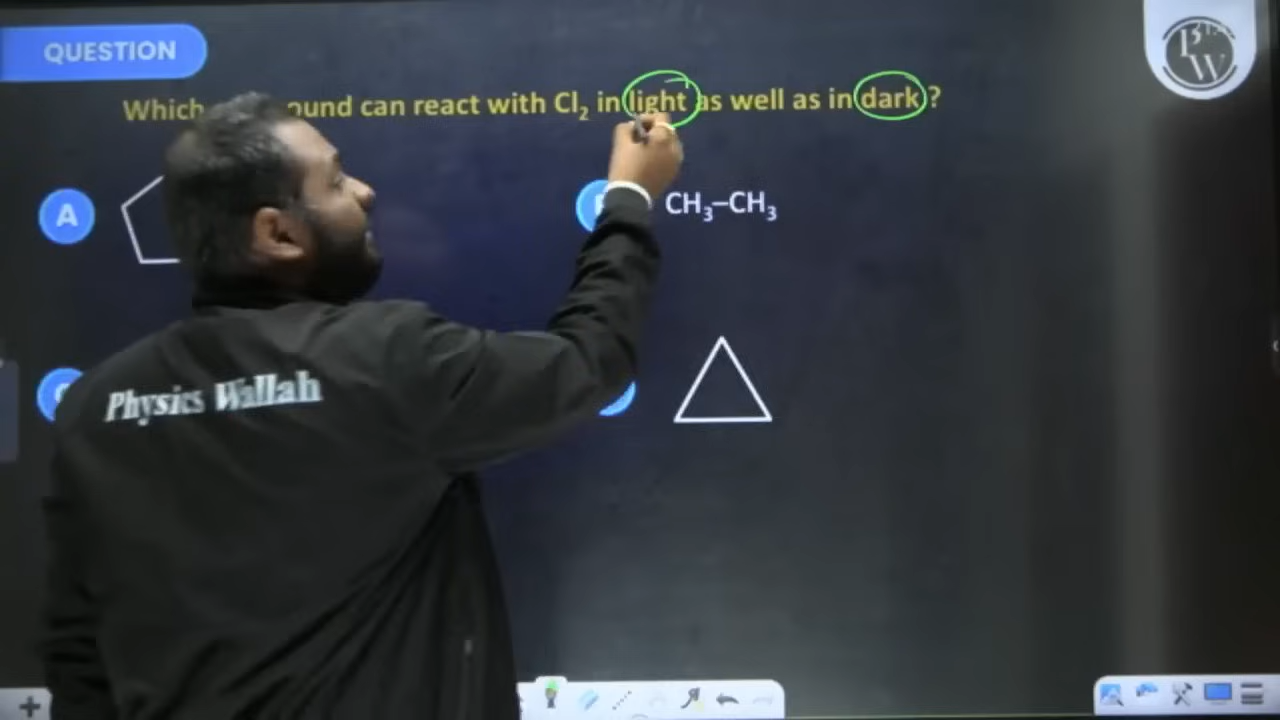 QUESTION
Which ound can react with Cl₂ in light as well as in dark ?
A
CH₃–CH₃
Physics Wallah
P
W